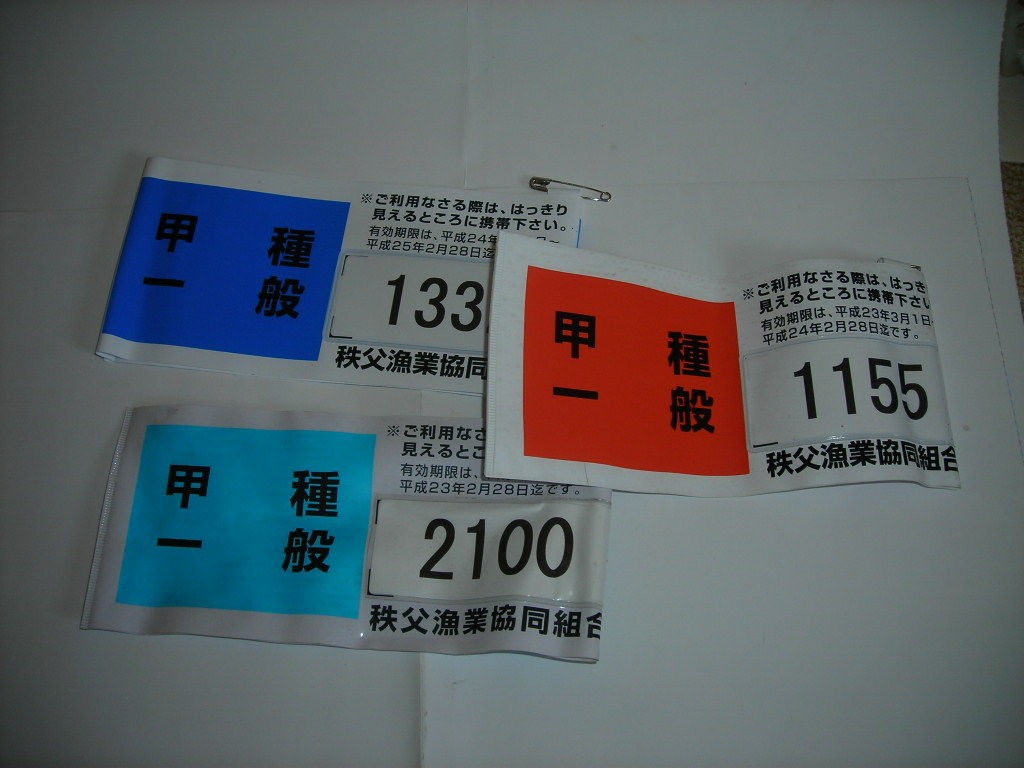 甲 種
一 般
※ご利用なさる際は、はっきり
見えるところに携帯下さい。
有効期限は、平成24年
平成25年2月28日迄
133
秩父漁業協同
甲 種
一 般
※ご利用なさる際は、はっき
見えるところに携帯下さい
有効期限は、平成23年3月1日
平成24年2月28日迄です。
1155
秩父漁業協同組合
甲 種
一 般
※ご利用なさ
見えるとこ
有効期限は、
平成23年2月28日迄です。
2100
秩父漁業協同組合